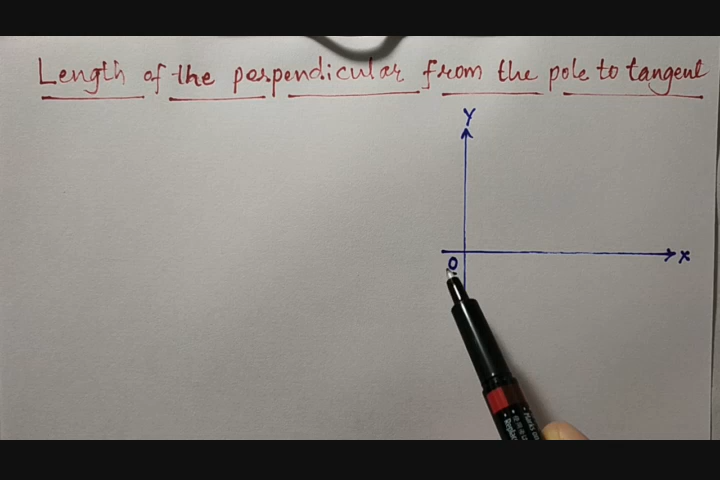 Length of the perpendicular from the pole to tangent
Y
X
O